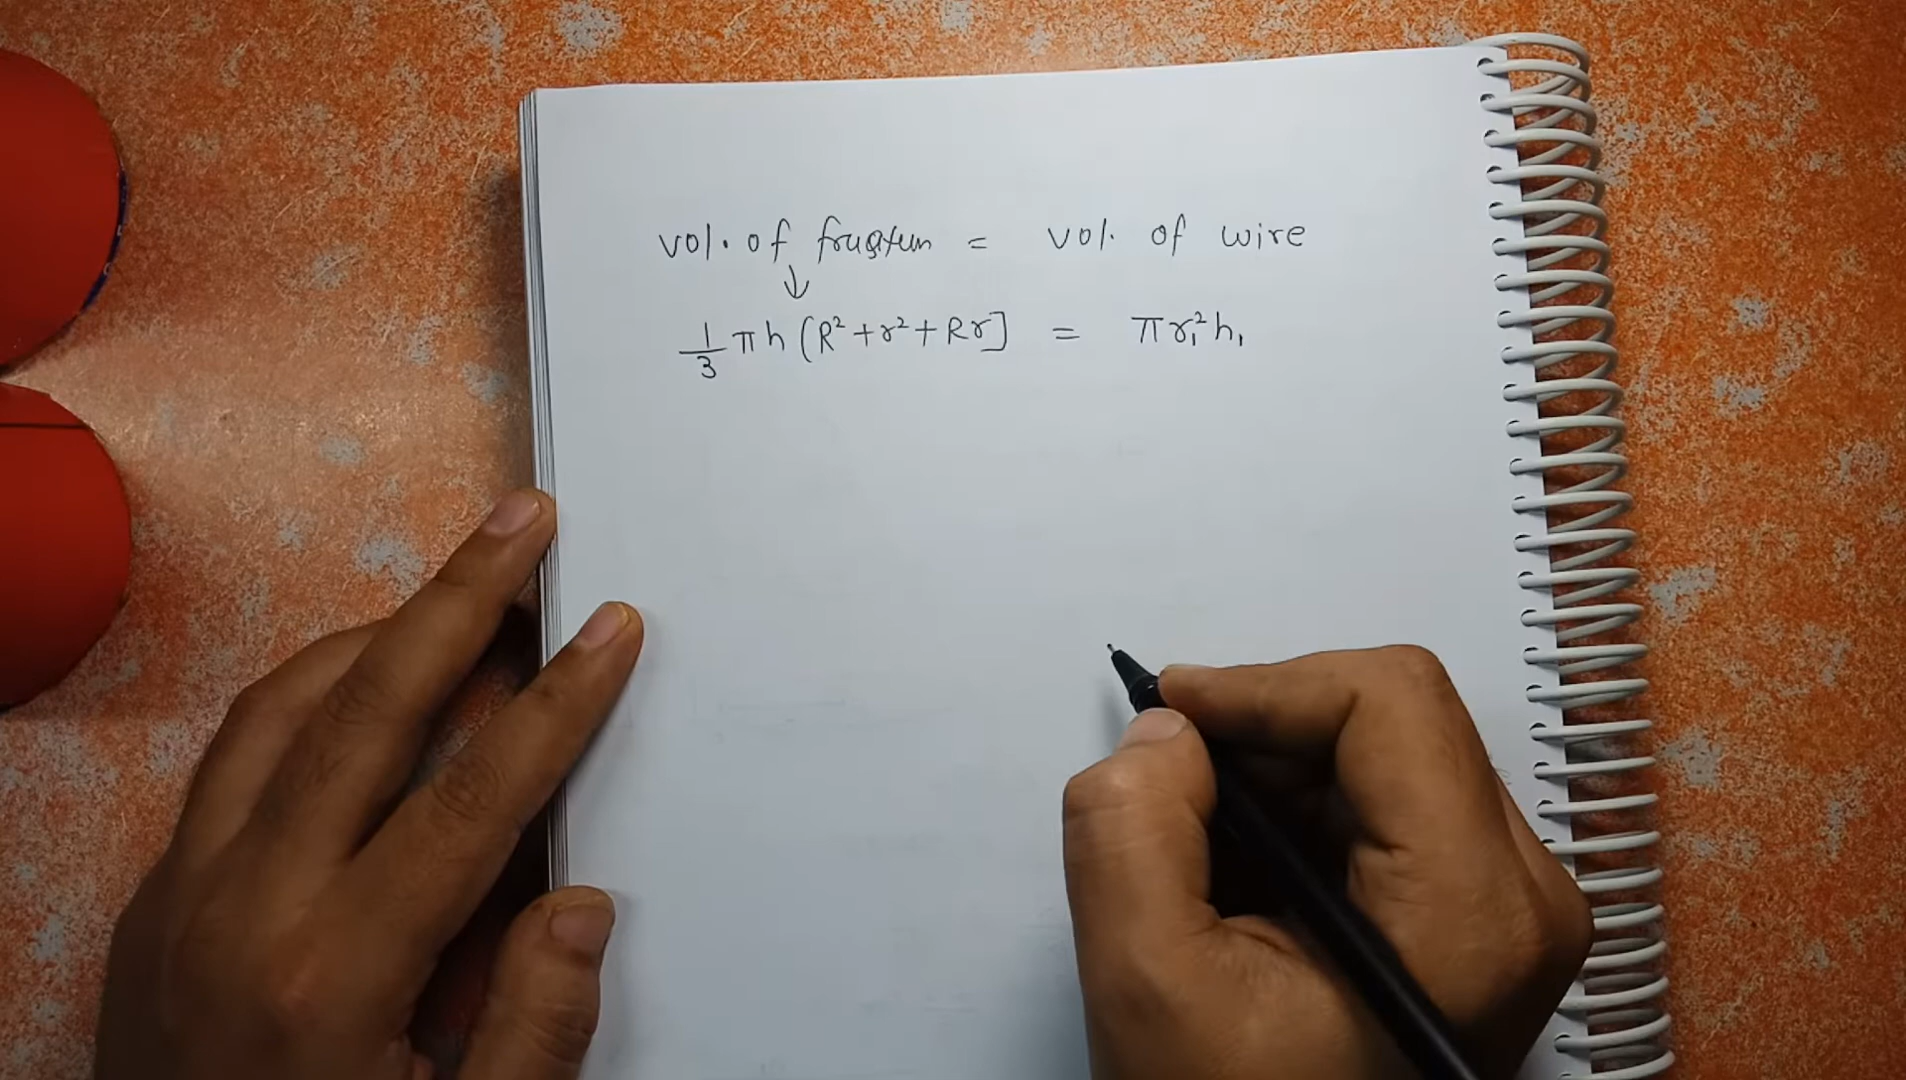 vol. of frustum = vol. of wire
↓
1/3 πh (R² + r² + Rr] = πr₁²h₁